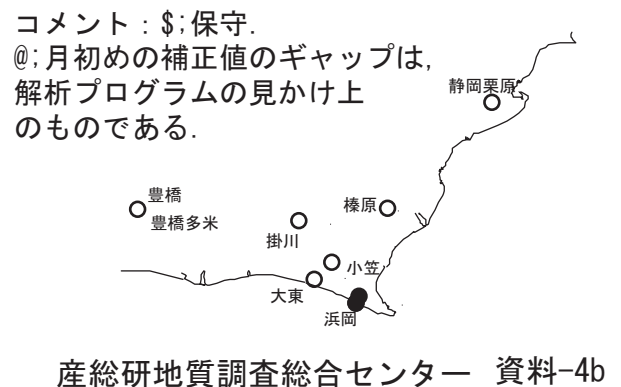 コメント：$;保守.
@;月初めの補正値のギャップは,
解析プログラムの見かけ上
のものである.
静岡栗原
豊橋
豊橋多米
榛原
掛川
小笠
大東
浜岡
産総研地質調査総合センター 資料-4b